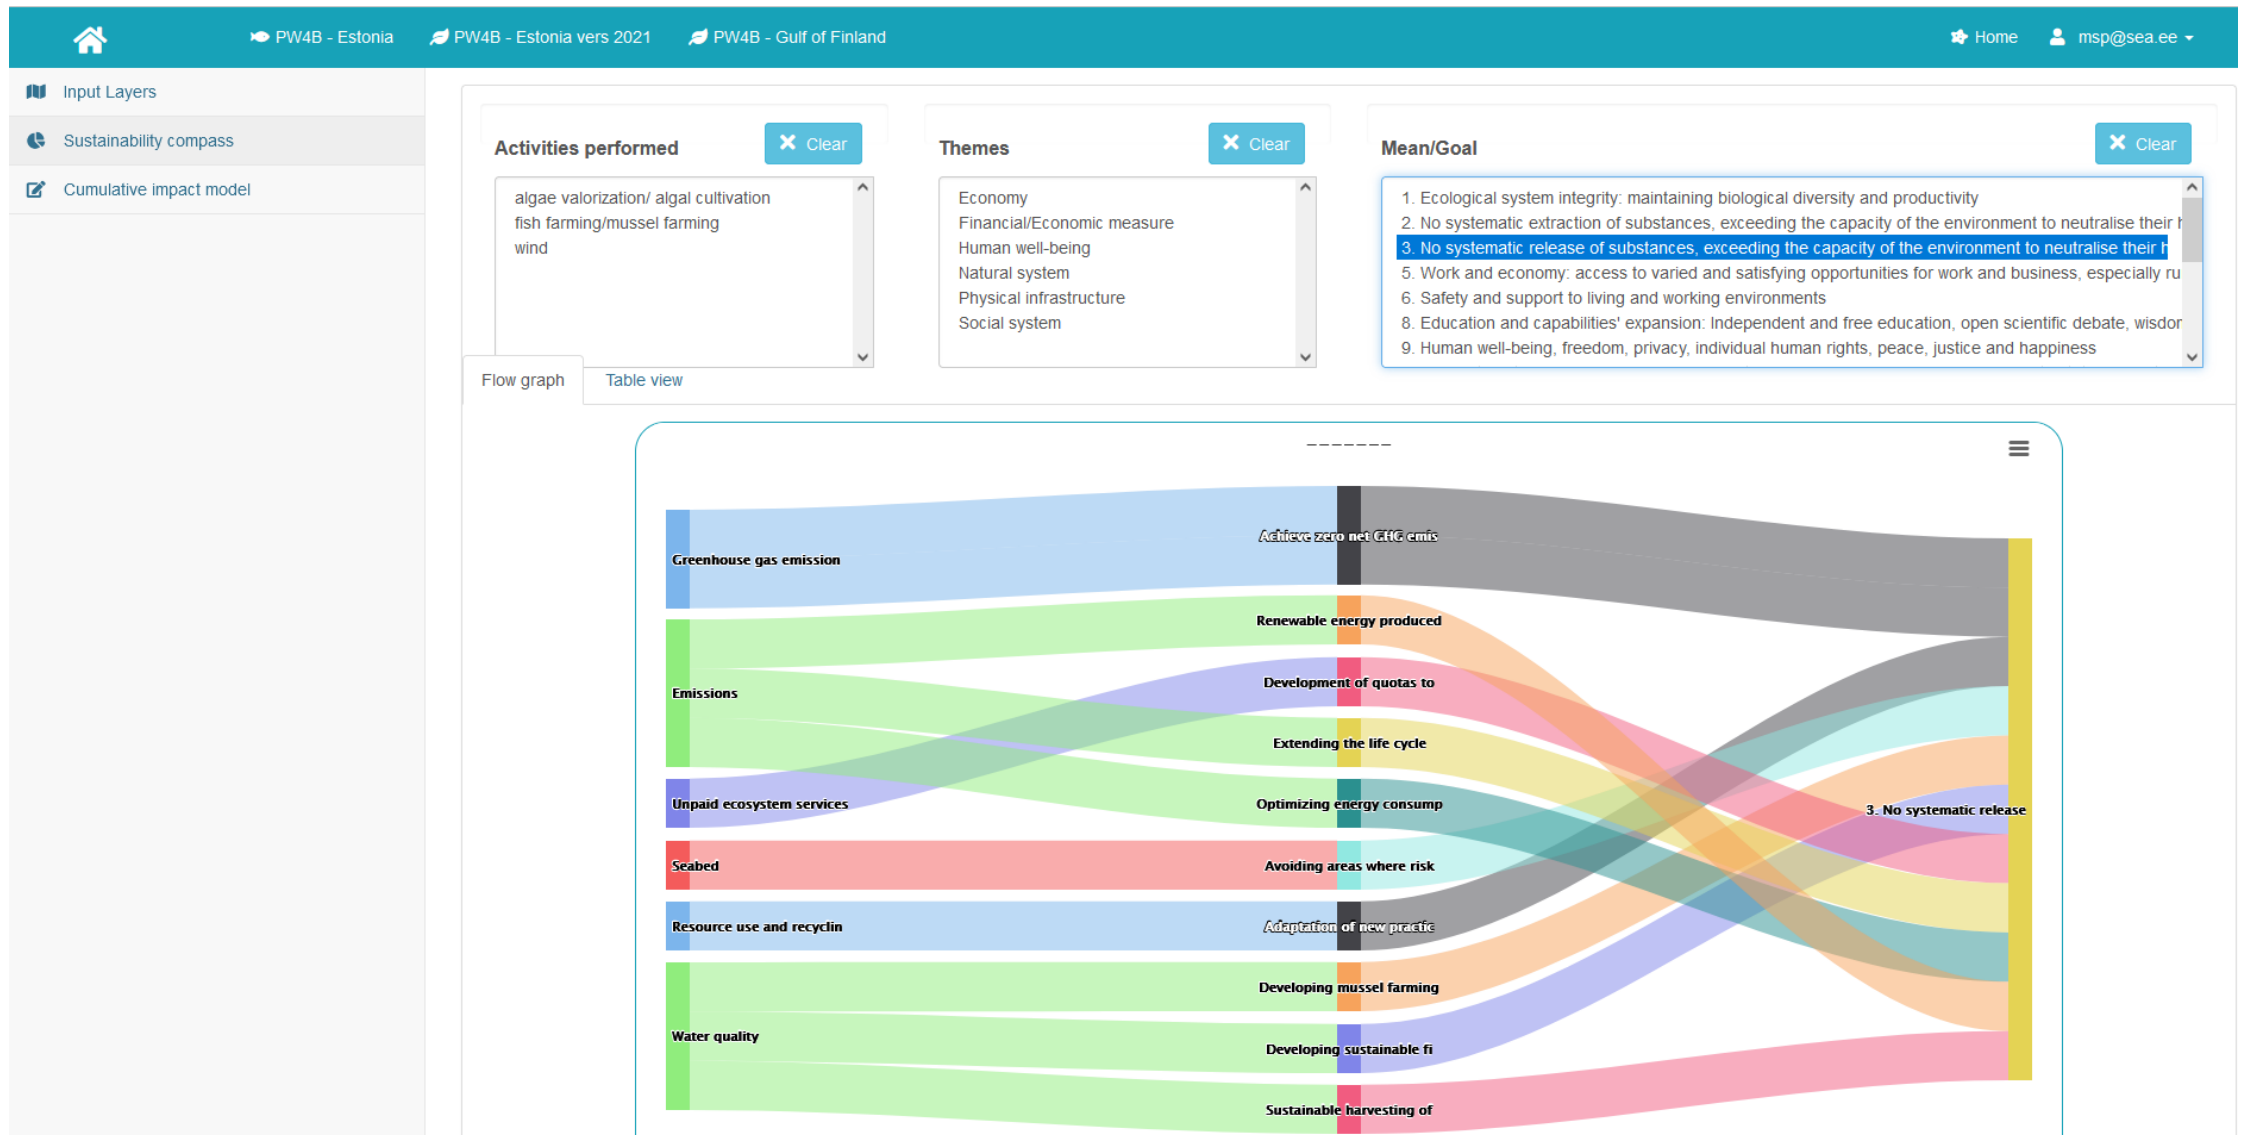 PW4B - Estonia
PW4B - Estonia vers 2021
PW4B - Gulf of Finland
Home
msp@sea.ee
Input Layers
Sustainability compass
Cumulative impact model
Activities performed
Clear
algae valorization/ algal cultivation
fish farming/mussel farming
wind
Themes
Clear
Economy
Financial/Economic measure
Human well-being
Natural system
Physical infrastructure
Social system
Mean/Goal
Clear
1. Ecological system integrity: maintaining biological diversity and productivity
2. No systematic extraction of substances, exceeding the capacity of the environment to neutralise their h
3. No systematic release of substances, exceeding the capacity of the environment to neutralise their h
5. Work and economy: access to varied and satisfying opportunities for work and business, especially ru
6. Safety and support to living and working environments
8. Education and capabilities' expansion: Independent and free education, open scientific debate, wisdor
9. Human well-being, freedom, privacy, individual human rights, peace, justice and happiness
Flow graph
Table view
-------
Greenhouse gas emission
Emissions
Unpaid ecosystem services
Seabed
Resource use and recyclin
Water quality
Achieve zero net GHG emis
Renewable energy produced
Development of quotas to
Extending the life cycle
Optimizing energy consump
Avoiding areas where risk
Adaptation of new practic
Developing mussel farming
Developing sustainable fi
Sustainable harvesting of
3. No systematic release